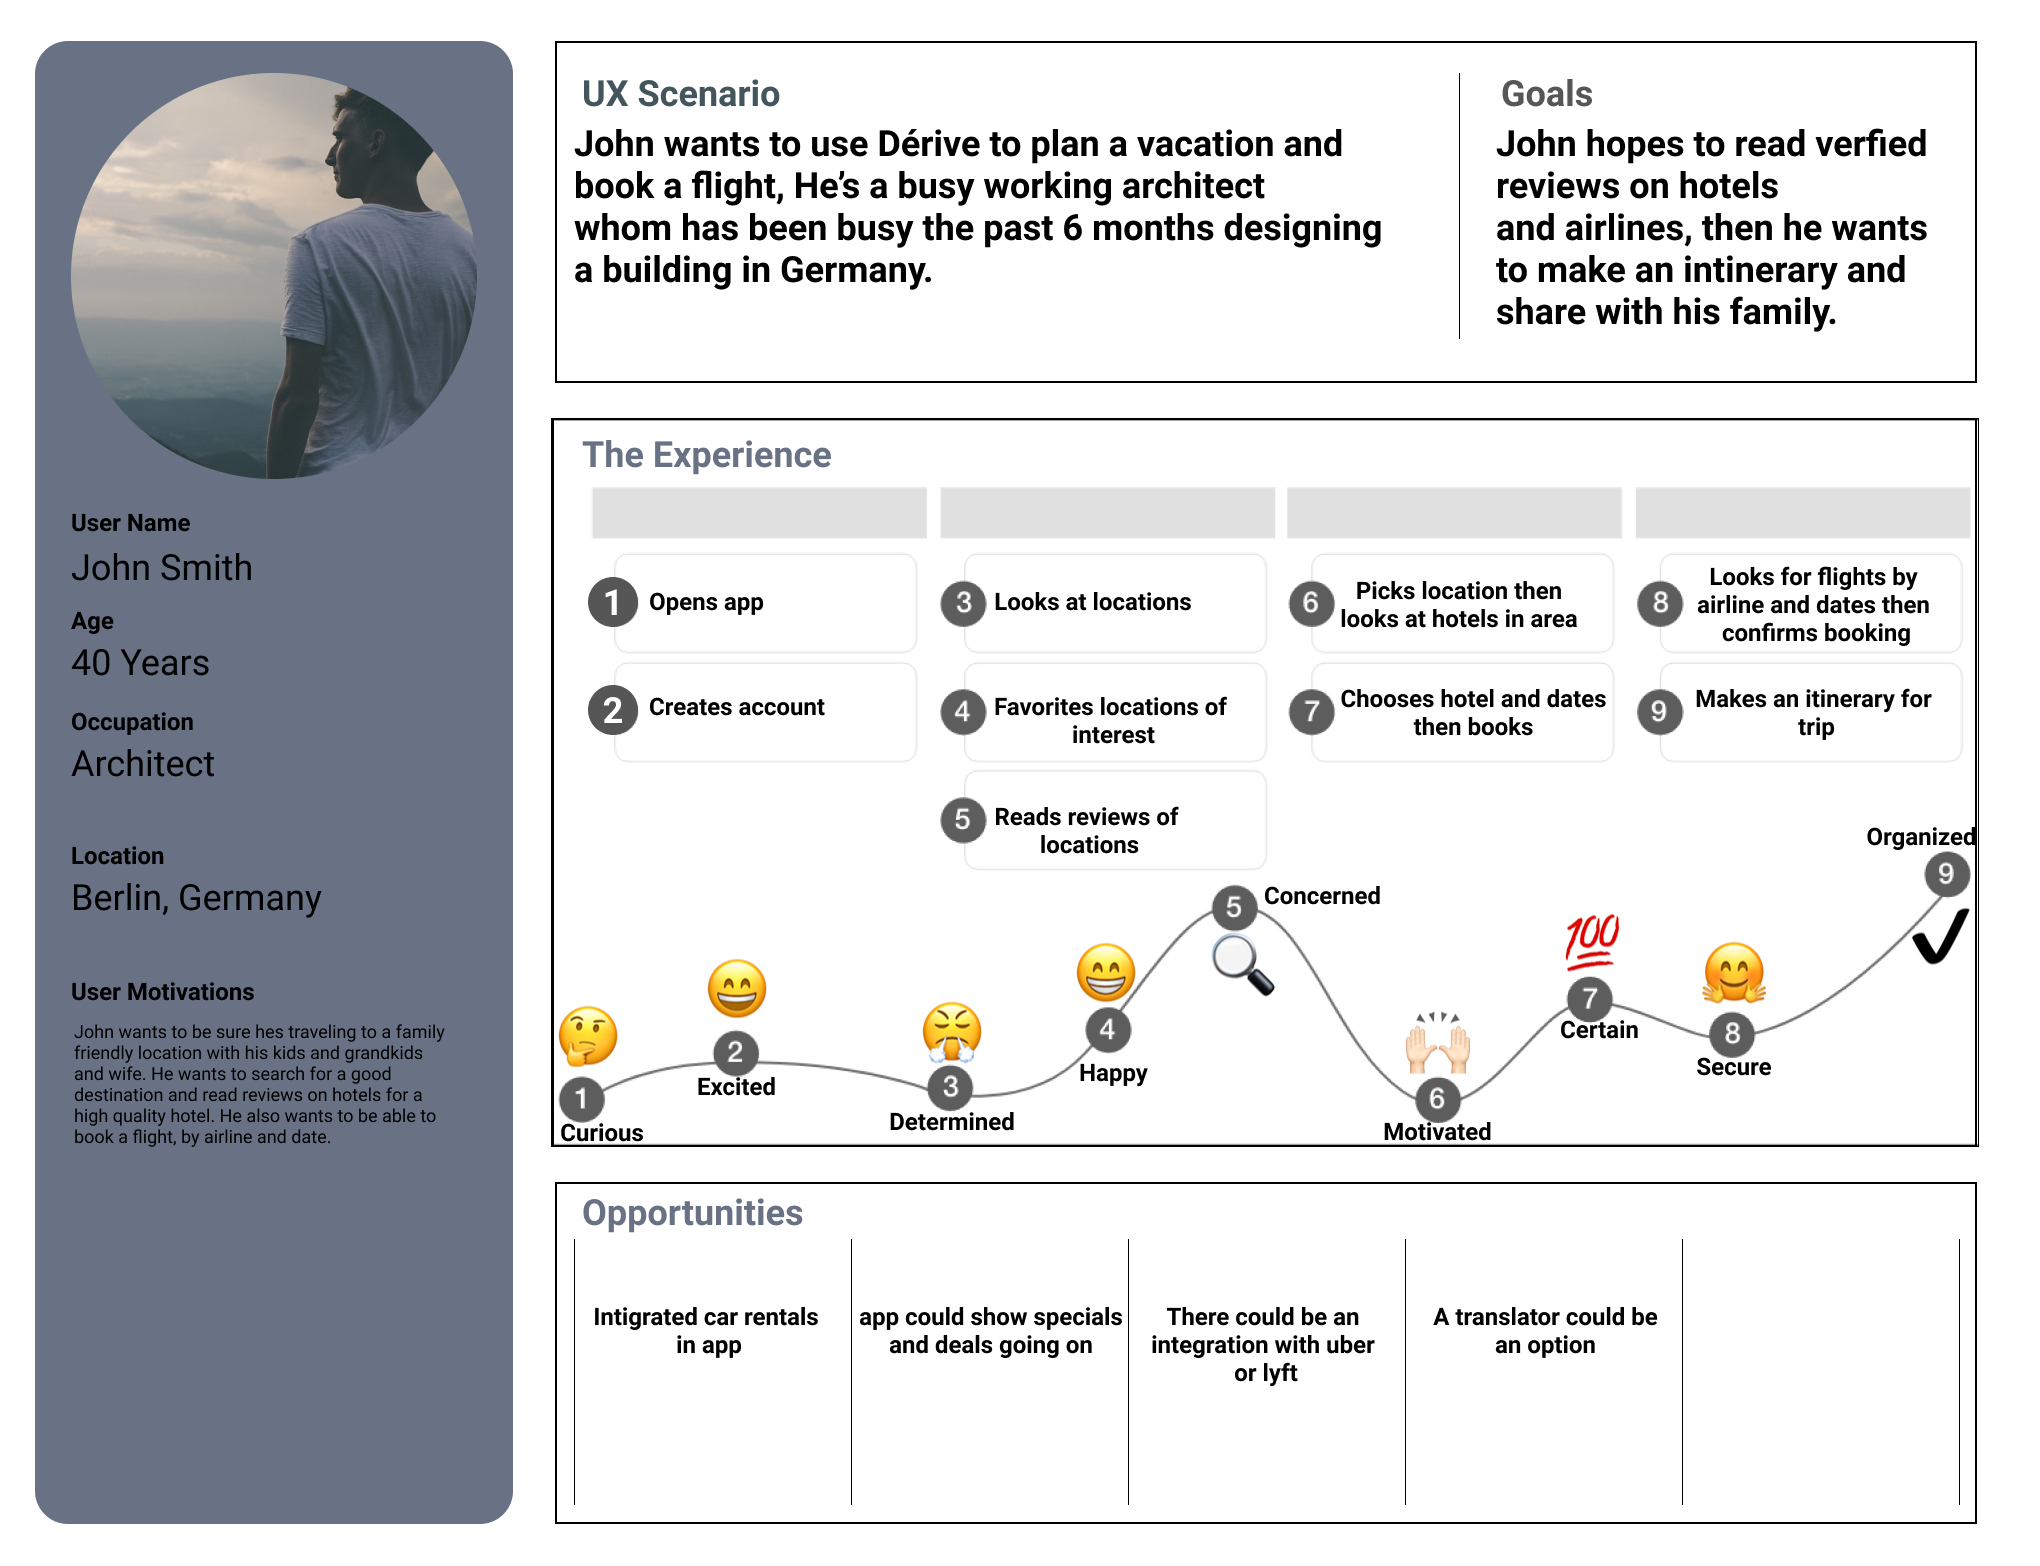 User Name
John Smith
Age
40 Years
Occupation
Architect
Location
Berlin, Germany
User Motivations
John wants to be sure hes traveling to a family
friendly location with his kids and grandkids
and wife. He wants to search for a good
destination and read reviews on hotels for a
high quality hotel. He also wants to be able to
book a flight, by airline and date.
UX Scenario
John wants to use Dérive to plan a vacation and
book a flight, He’s a busy working architect
whom has been busy the past 6 months designing
a building in Germany.
Goals
John hopes to read verfied
reviews on hotels
and airlines, then he wants
to make an intinerary and
share with his family.
The Experience
1 Opens app
2 Creates account
3 Looks at locations
4 Favorites locations of
interest
5 Reads reviews of
locations
6 Picks location then
looks at hotels in area
7 Chooses hotel and dates
then books
8 Looks for flights by
airline and dates then
confirms booking
9 Makes an itinerary for
trip
1
Curious
2
Excited
3
Determined
4
Happy
5 Concerned
6
Motivated
100
7
Certain
8
Secure
Organized
9
Opportunities
Intigrated car rentals
in app
app could show specials
and deals going on
There could be an
integration with uber
or lyft
A translator could be
an option